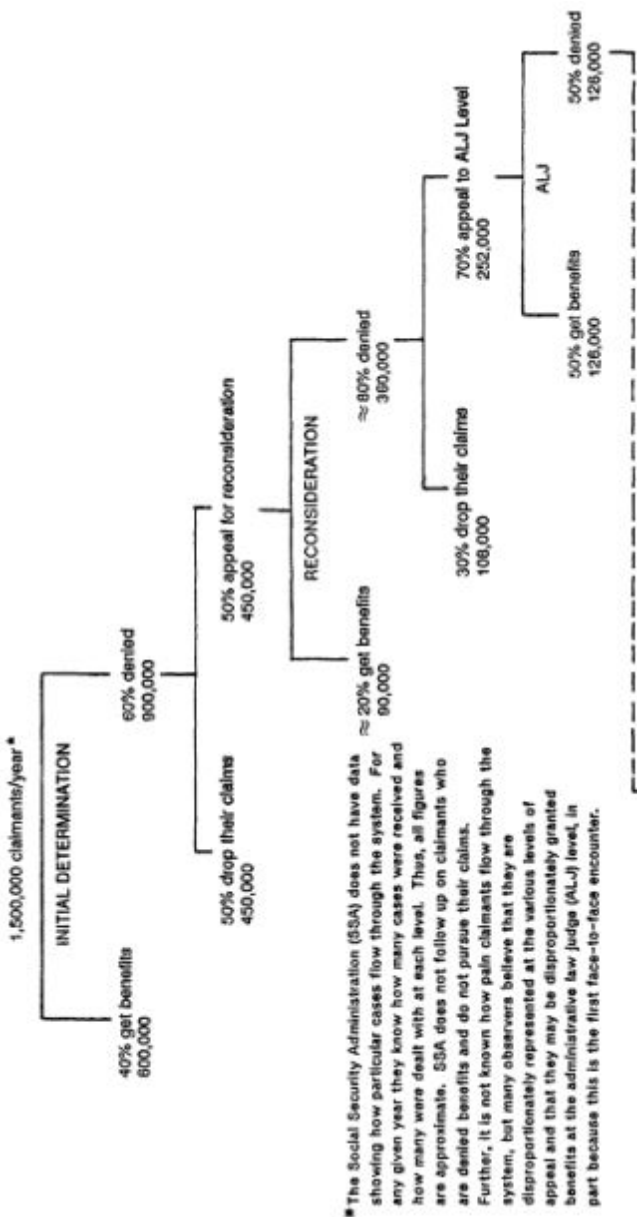 1,500,000 claimants/year*
INITIAL DETERMINATION
40% get benefits
600,000
60% denied
900,000
50% drop their claims
450,000
50% appeal for reconsideration
450,000
RECONSIDERATION
≈ 20% get benefits
90,000
≈ 80% denied
360,000
30% drop their claims
108,000
70% appeal to ALJ Level
252,000
ALJ
50% get benefits
126,000
50% denied
126,000
*The Social Security Administration (SSA) does not have data
showing how particular cases flow through the system. For
any given year they know how many cases were received and
how many were dealt with at each level. Thus, all figures
are approximate. SSA does not follow up on claimants who
are denied benefits and do not pursue their claims.
Further, it is not known how pain claimants flow through the
system, but many observers believe that they are
disproportionately represented at the various levels of
appeal and that they may be disproportionately granted
benefits at the administrative law judge (ALJ) level, in
part because this is the first face-to-face encounter.